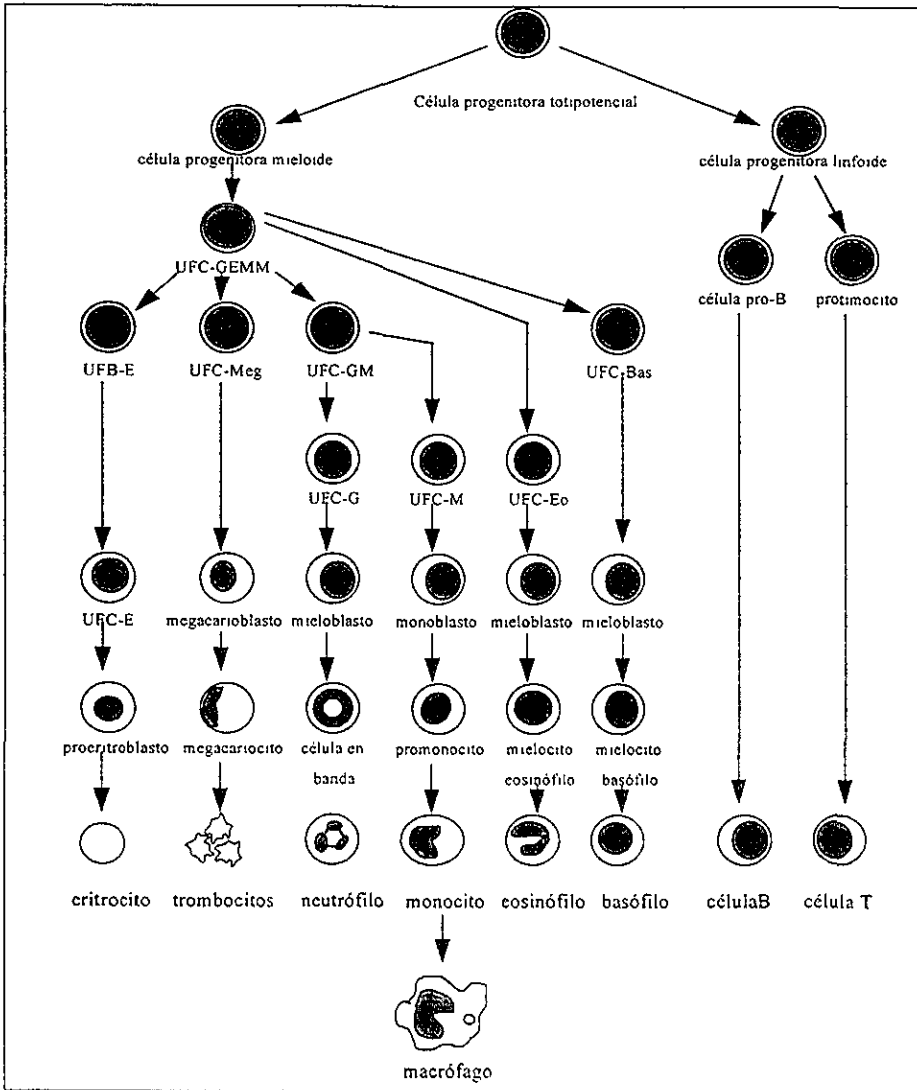 Célula progenitora totipotencial
célula progenitora mieloide
célula progenitora linfoide
UFC-GEMM
célula pro-B
protimocito
UFB-E
UFC-Meg
UFC-GM
UFC-Bas
UFC-G
UFC-M
UFC-Eo
UFC-E
megacarioblasto
mieloblasto
monoblasto
mieloblasto
mieloblasto
proeritroblasto
megacariocito
célula en
banda
promonocito
mielocito
eosinófilo
mielocito
basófilo
eritrocito
trombocitos
neutrófilo
monocito
eosinófilo
basófilo
célulaB
célula T
macrófago